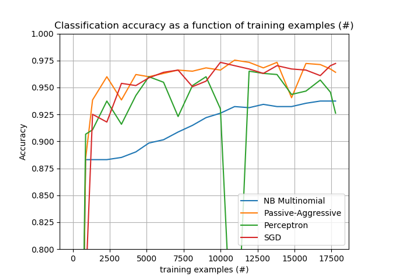 Classification accuracy as a function of training examples (#)
1.000
0.975
0.950
0.925
0.900
0.875
0.850
0.825
0.800
Accuracy
NB Multinomial
Passive-Aggressive
Perceptron
SGD
0 2500 5000 7500 10000 12500 15000 17500
training examples (#)